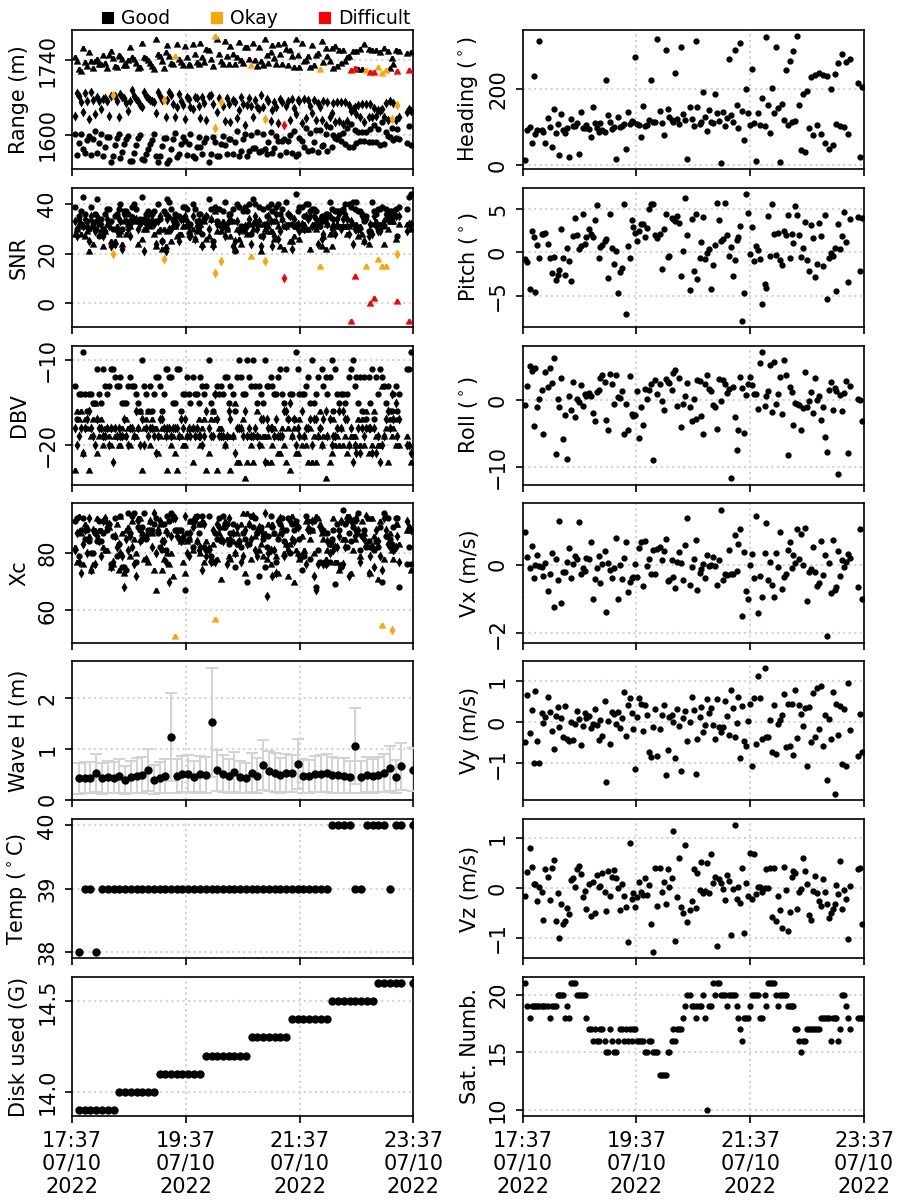 Good Okay Difficult
Range (m)
1740
1600
Heading (°)
200
0
SNR
40
20
0
Pitch (°)
5
0
−5
DBV
−10
−20
Roll (°)
0
−10
Xc
80
60
Vx (m/s)
0
−2
Wave H (m)
2
1
0
Vy (m/s)
1
0
−1
Temp (°C)
40
39
38
Vz (m/s)
1
0
−1
Disk used (G)
14.5
14.0
Sat. Numb.
20
15
10
17:37 19:37 21:37 23:37 17:37 19:37 21:37 23:37
07/10 07/10 07/10 07/10 07/10 07/10 07/10 07/10
2022 2022 2022 2022 2022 2022 2022 2022